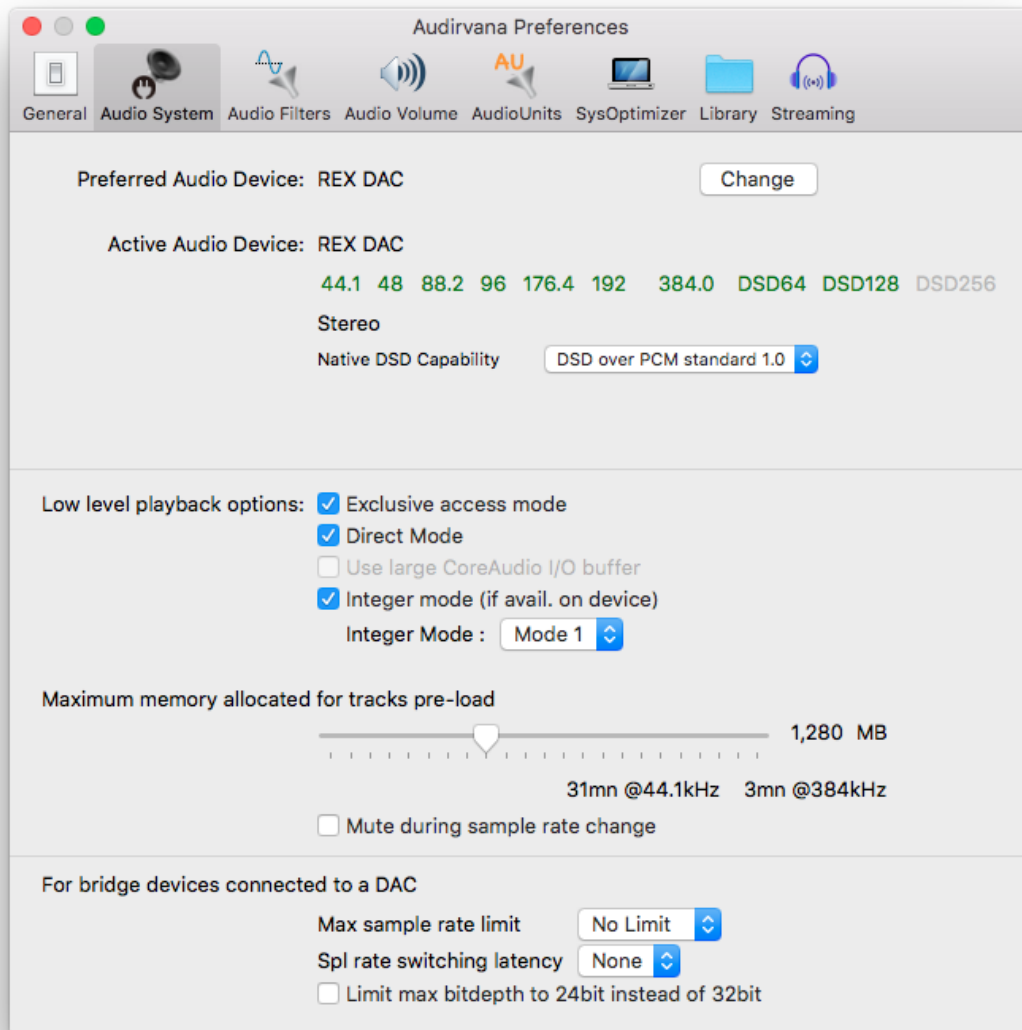 Audirvana Preferences
AU
General Audio System Audio Filters Audio Volume AudioUnits SysOptimizer Library Streaming
Preferred Audio Device: REX DAC Change
Active Audio Device: REX DAC
44.1 48 88.2 96 176.4 192 384.0 DSD64 DSD128 DSD256
Stereo
Native DSD Capability DSD over PCM standard 1.0
Low level playback options: Exclusive access mode
Direct Mode
Use large CoreAudio I/O buffer
Integer mode (if avail. on device)
Integer Mode : Mode 1
Maximum memory allocated for tracks pre-load
1,280 MB
31mn @44.1kHz 3mn @384kHz
Mute during sample rate change
For bridge devices connected to a DAC
Max sample rate limit No Limit
Spl rate switching latency None
Limit max bitdepth to 24bit instead of 32bit